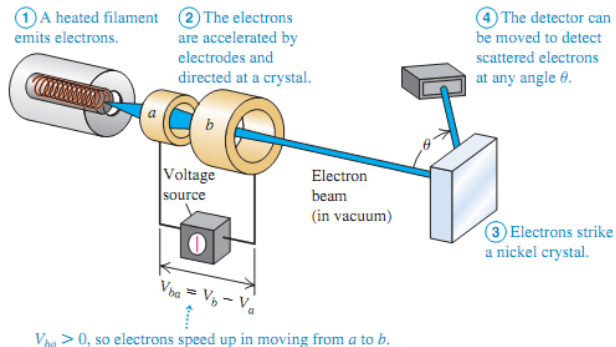 ① A heated filament
emits electrons.
② The electrons
are accelerated by
electrodes and
directed at a crystal.
④ The detector can
be moved to detect
scattered electrons
at any angle θ.
a
b
θ
Voltage
source
Electron
beam
(in vacuum)
③ Electrons strike
a nickel crystal.
V_ba = V_b − V_a
V_ba > 0, so electrons speed up in moving from a to b.